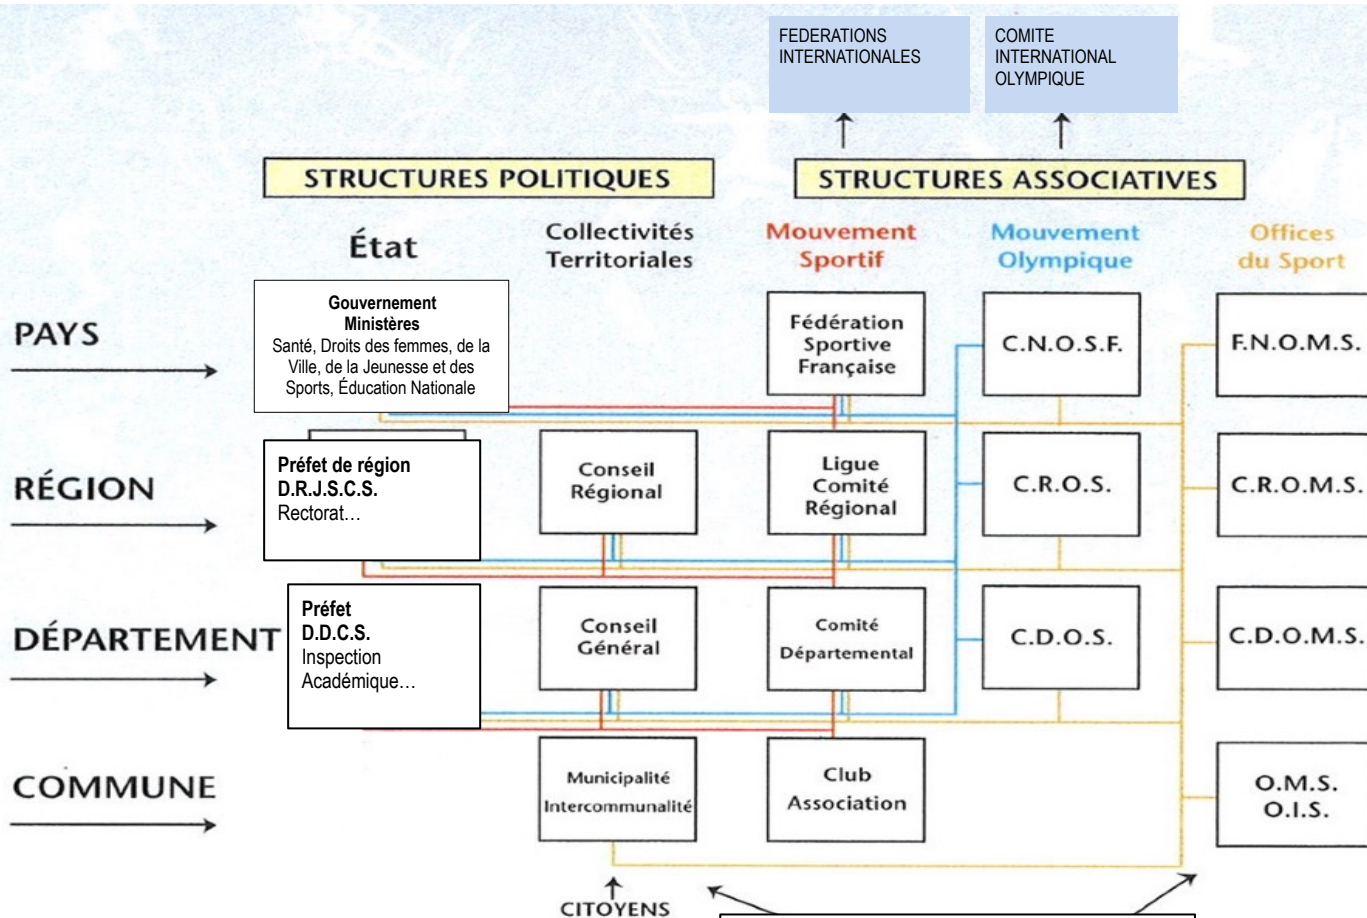 FEDERATIONS
INTERNATIONALES
COMITE
INTERNATIONAL
OLYMPIQUE
STRUCTURES POLITIQUES
STRUCTURES ASSOCIATIVES
État
Collectivités
Territoriales
Mouvement
Sportif
Mouvement
Olympique
Offices
du Sport
PAYS
Gouvernement
Ministères
Santé, Droits des femmes, de la
Ville, de la Jeunesse et des
Sports, Éducation Nationale
Fédération
Sportive
Française
C.N.O.S.F.
F.N.O.M.S.
RÉGION
Préfet de région
D.R.J.S.C.S.
Rectorat…
Conseil
Régional
Ligue
Comité
Régional
C.R.O.S.
C.R.O.M.S.
DÉPARTEMENT
Préfet
D.D.C.S.
Inspection
Académique…
Conseil
Général
Comité
Départemental
C.D.O.S.
C.D.O.M.S.
COMMUNE
Municipalité
Intercommunalité
Club
Association
O.M.S.
O.I.S.
CITOYENS